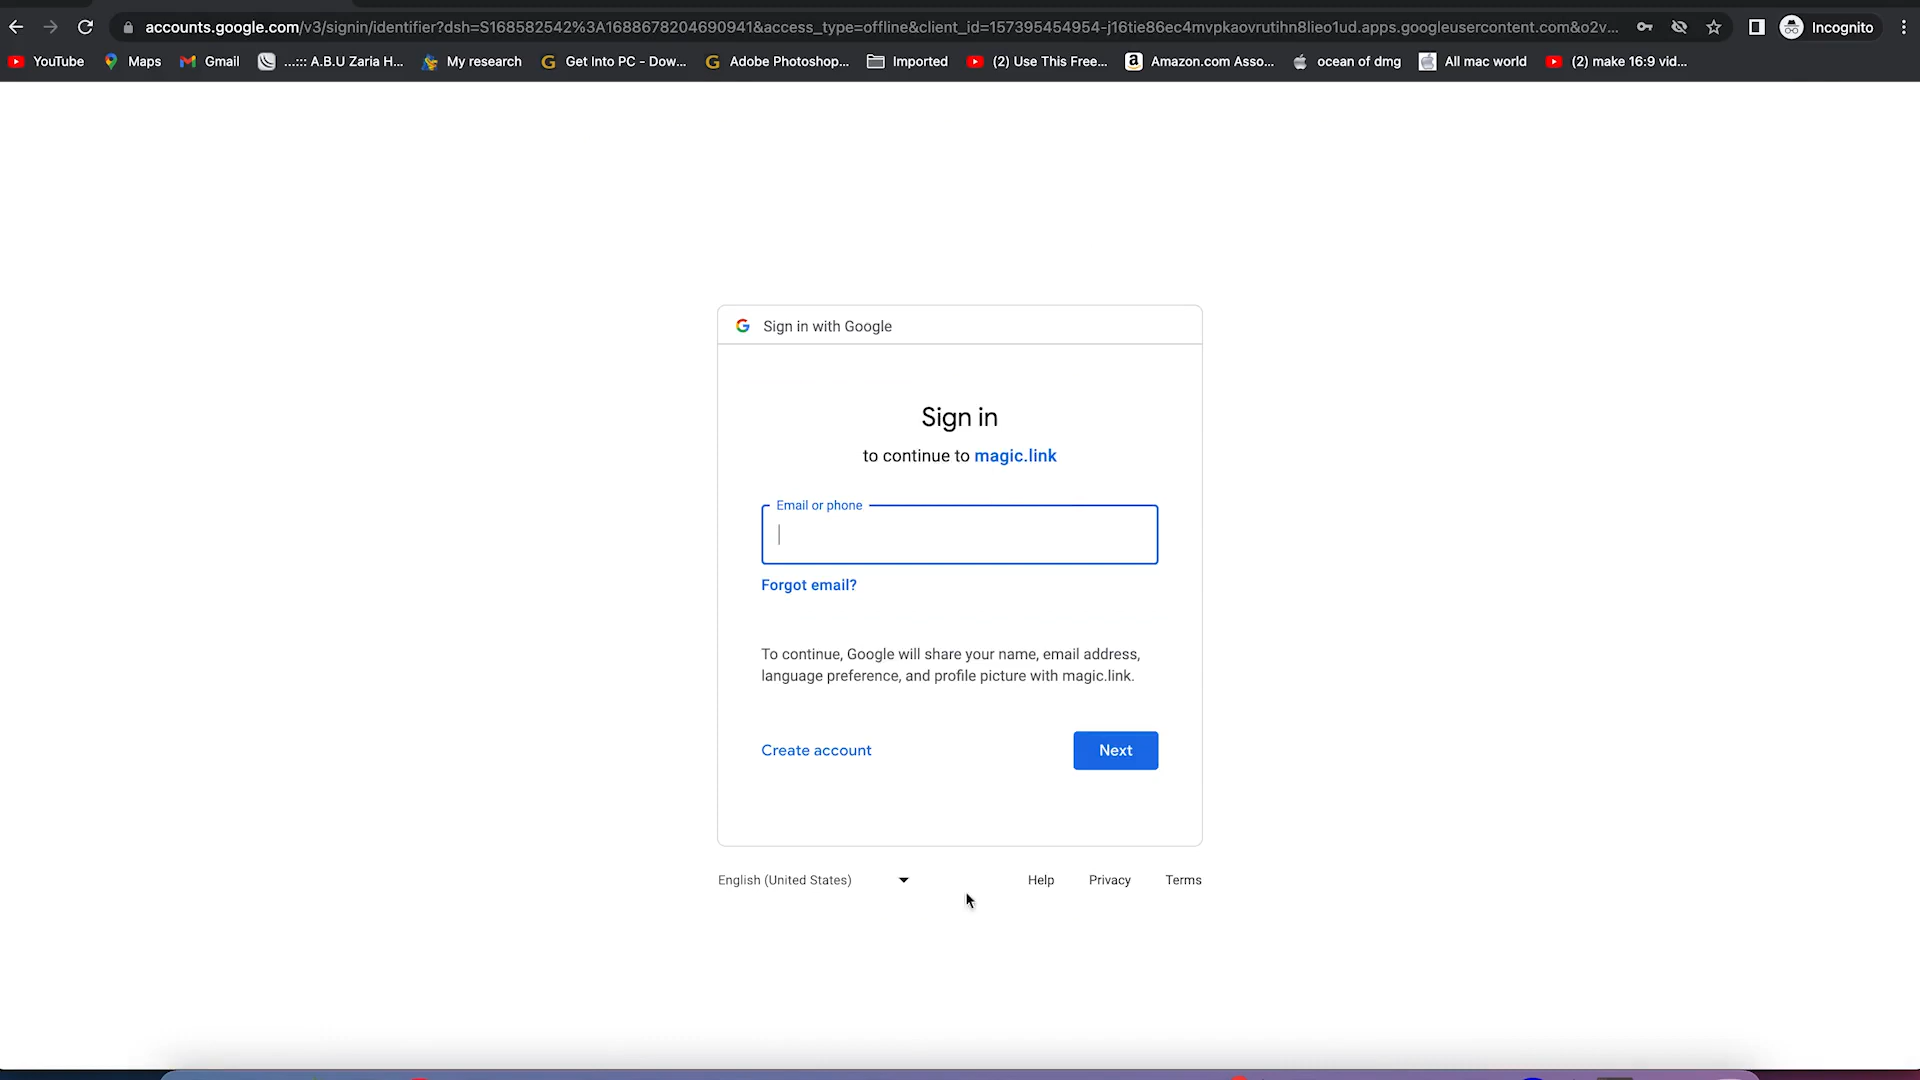 accounts.google.com/v3/signin/identifier?dsh=S168582542%3A1688678204690941&access_type=offline&client_id=157395454954-j16tie86ec4mvpkaovrutihn8lieo1ud.apps.googleusercontent.com&o2v...
Incognito
YouTube Maps Gmail ...::: A.B.U Zaria H... My research Get Into PC - Dow... Adobe Photoshop... Imported (2) Use This Free... Amazon.com Asso... ocean of dmg All mac world (2) make 16:9 vid...
Sign in with Google
Sign in
to continue to magic.link
Email or phone
Forgot email?
To continue, Google will share your name, email address,
language preference, and profile picture with magic.link.
Create account Next
English (United States) Help Privacy Terms